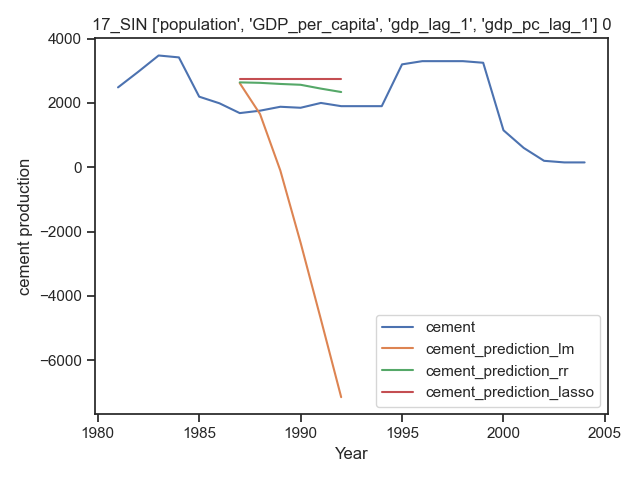 17_SIN ['population', 'GDP_per_capita', 'gdp_lag_1', 'gdp_pc_lag_1'] 0
4000
2000
0
−2000
−4000
−6000
cement production
1980
1985
1990
1995
2000
2005
Year
cement
cement_prediction_lm
cement_prediction_rr
cement_prediction_lasso